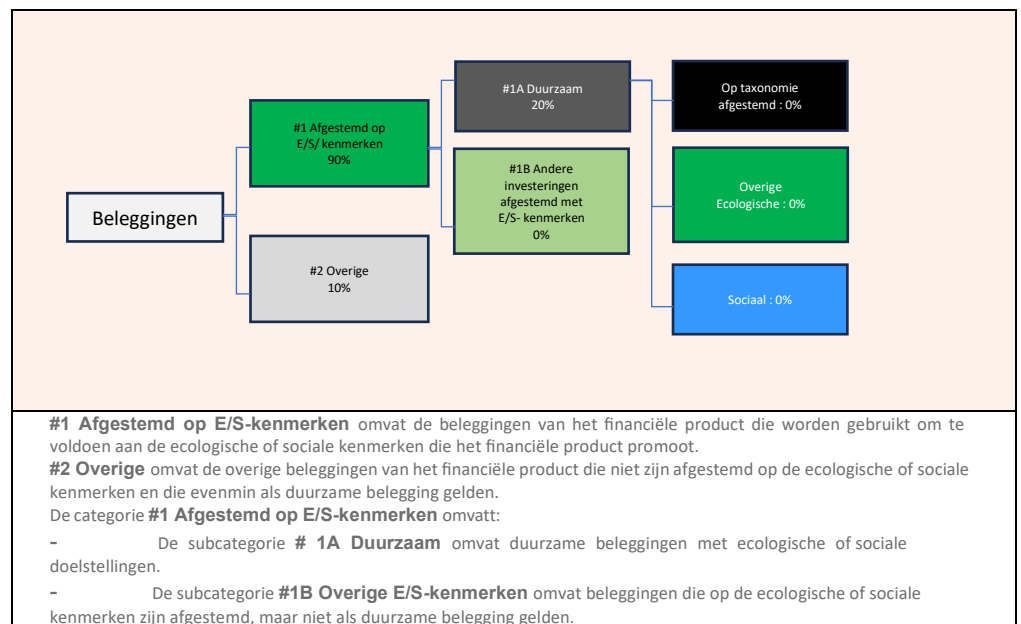 Beleggingen
#1 Afgestemd op
E/S/ kenmerken
90%
#2 Overige
10%
#1A Duurzaam
20%
#1B Andere
investeringen
afgestemd met
E/S- kenmerken
0%
Op taxonomie
afgestemd : 0%
Overige
Ecologische : 0%
Sociaal : 0%
#1 Afgestemd op E/S-kenmerken omvat de beleggingen van het financiële product die worden gebruikt om te
voldoen aan de ecologische of sociale kenmerken die het financiële product promoot.
#2 Overige omvat de overige beleggingen van het financiële product die niet zijn afgestemd op de ecologische of sociale
kenmerken en die evenmin als duurzame belegging gelden.
De categorie #1 Afgestemd op E/S-kenmerken omvatt:
- De subcategorie # 1A Duurzaam omvat duurzame beleggingen met ecologische of sociale
doelstellingen.
- De subcategorie #1B Overige E/S-kenmerken omvat beleggingen die op de ecologische of sociale
kenmerken zijn afgestemd, maar niet als duurzame belegging gelden.